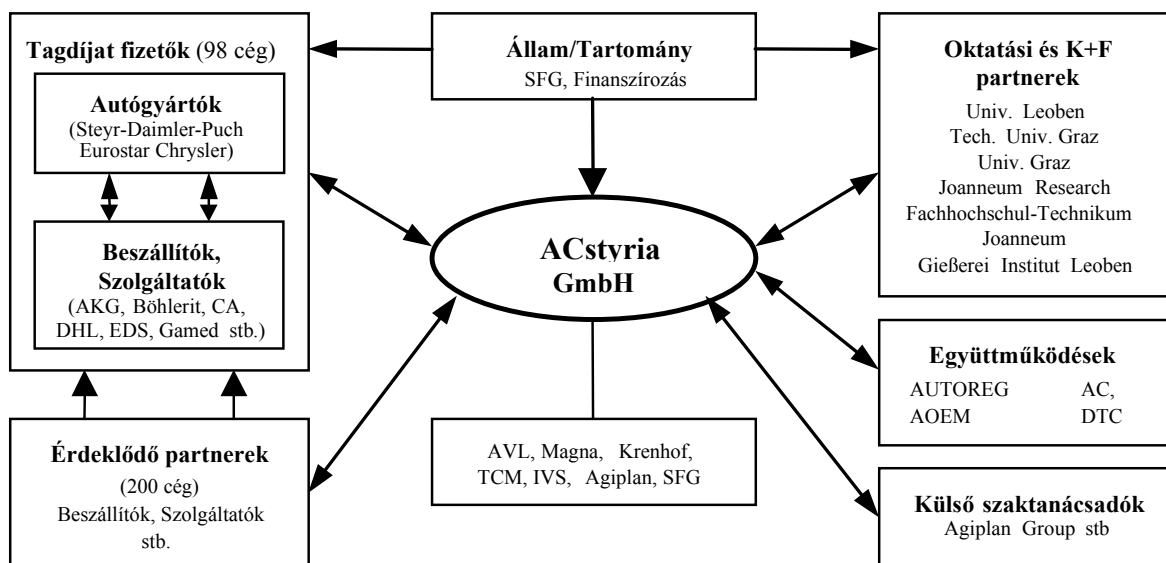 Tagdíjat fizetők (98 cég)
Autógyártók
(Steyr-Daimler-Puch
Eurostar Chrysler)
Beszállítók,
Szolgáltatók
(AKG, Böhlerit, CA,
DHL, EDS, Gamed stb.)
Érdeklődő partnerek
(200 cég)
Beszállítók, Szolgáltatók
stb.
Állam/Tartomány
SFG, Finanszírozás
ACstyria
GmbH
AVL, Magna, Krenhof,
TCM, IVS, Agiplan, SFG
Oktatási és K+F
partnerek
Univ. Leoben
Tech. Univ. Graz
Univ. Graz
Joanneum Research
Fachhochschul-Technikum
Joanneum
Gießerei Institut Leoben
Együttműködések
AUTOREG AC,
AOEM DTC
Külső szaktanácsadók
Agiplan Group stb